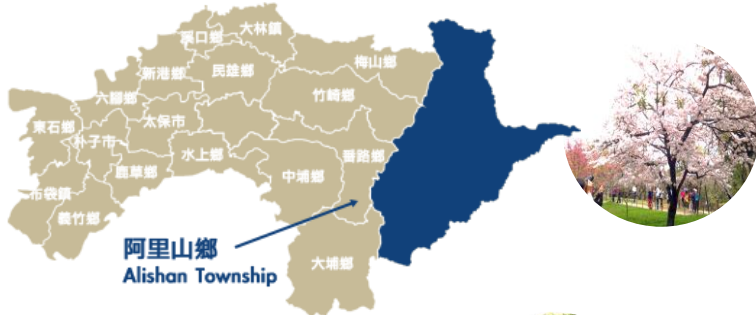 大林鎮
溪口鄉
梅山鄉
新港鄉
民雄鄉
竹崎鄉
六腳鄉
東石鄉
太保市
朴子市
水上鄉
番路鄉
鹿草鄉
中埔鄉
布袋鎮
義竹鄉
阿里山鄉
Alishan Township
大埔鄉